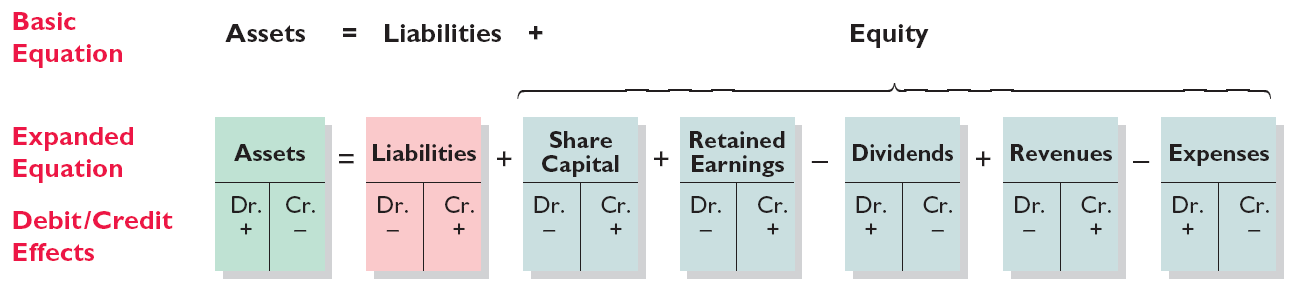 Basic
Equation
Assets = Liabilities + Equity
Expanded
Equation
Assets = Liabilities + Share Capital + Retained Earnings – Dividends + Revenues – Expenses
Debit/Credit
Effects
Dr. Cr. Dr. Cr. Dr. Cr. Dr. Cr. Dr. Cr. Dr. Cr. Dr. Cr.
+ – – + – + – + + – – + + –